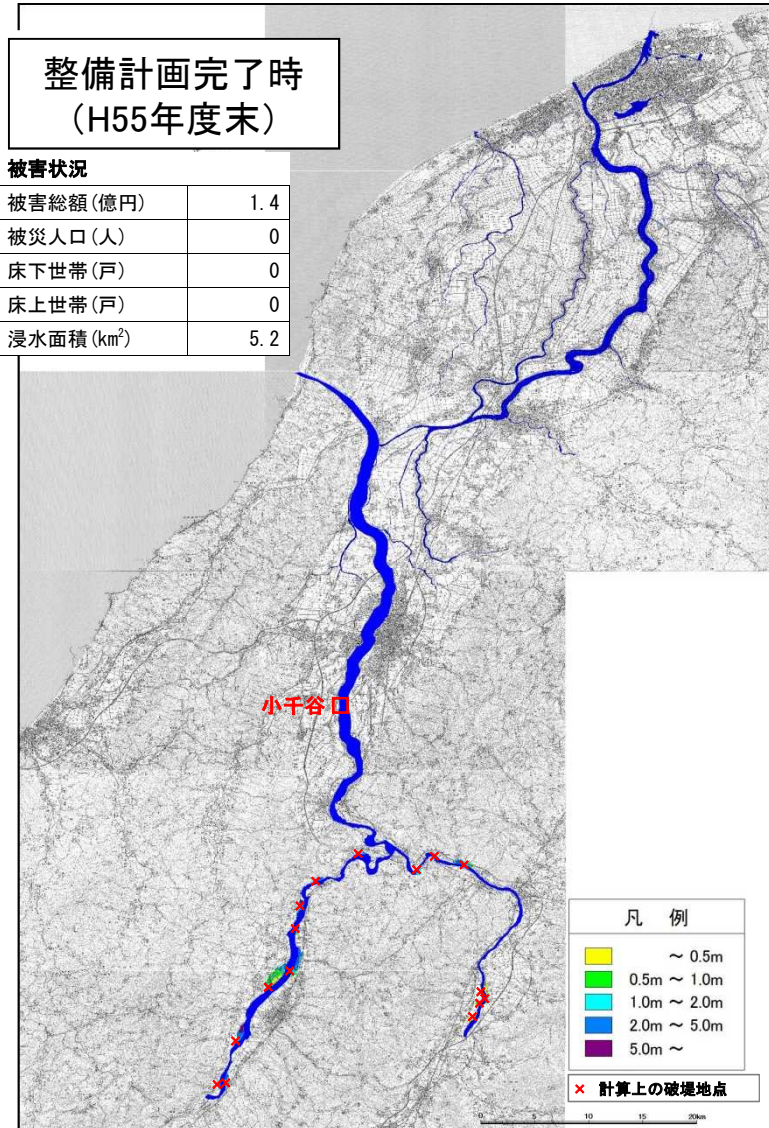 整備計画完了時
(H55年度末)
被害状況
被害総額(億円) 1.4
被災人口(人) 0
床下世帯(戸) 0
床上世帯(戸) 0
浸水面積(km²) 5.2
小千谷
凡 例
～ 0.5m
0.5m ～ 1.0m
1.0m ～ 2.0m
2.0m ～ 5.0m
5.0m ～
× 計算上の破堤地点
0 5 10 15 20km